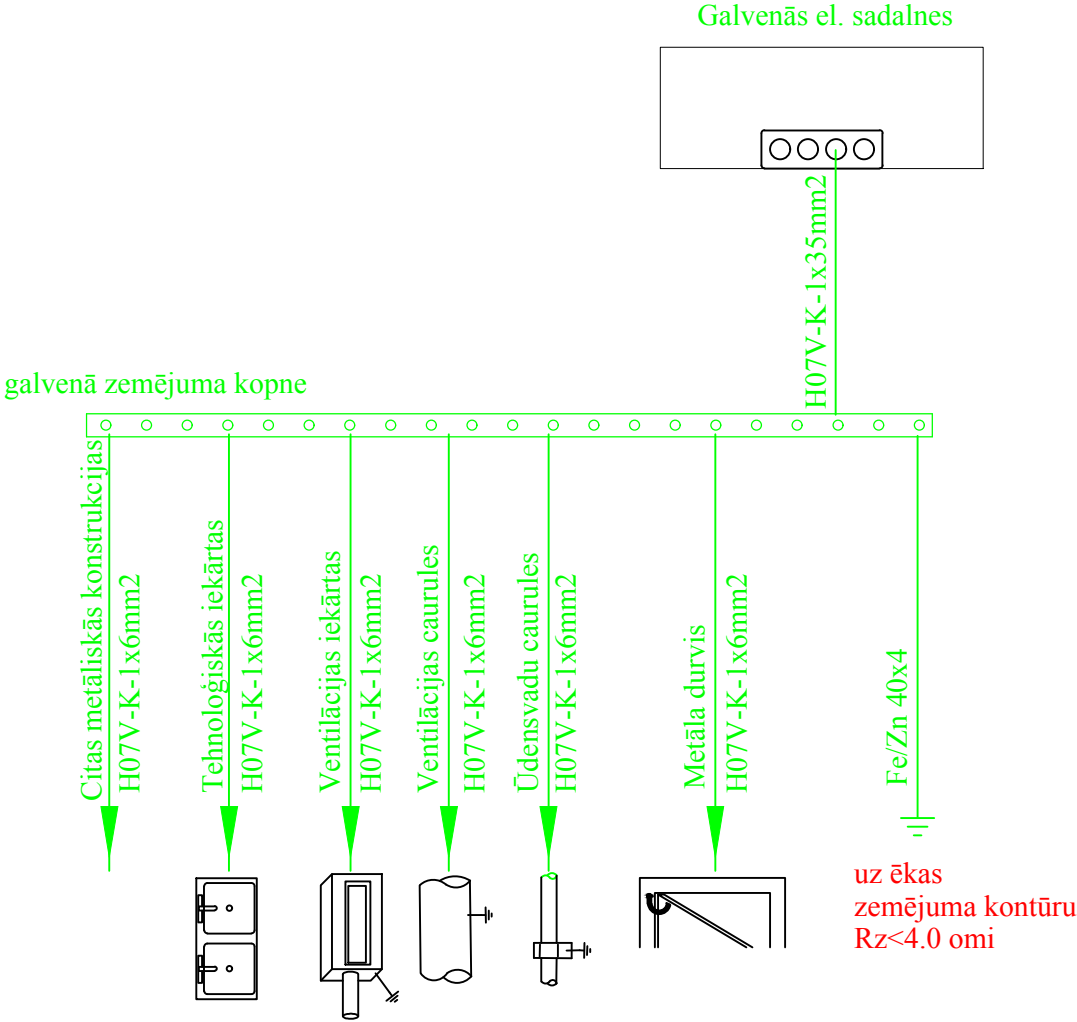 Galvenās el. sadalnes
H07V-K-1x35mm2
galvenā zemējuma kopne
Citas metāliskās konstrukcijas
H07V-K-1x6mm2
Tehnoloģiskās iekārtas
H07V-K-1x6mm2
Ventilācijas iekārtas
H07V-K-1x6mm2
Ventilācijas caurules
H07V-K-1x6mm2
Ūdensvadu caurules
H07V-K-1x6mm2
Metāla durvis
H07V-K-1x6mm2
Fe/Zn 40x4
uz ēkas
zemējuma kontūru
Rz<4.0 omi